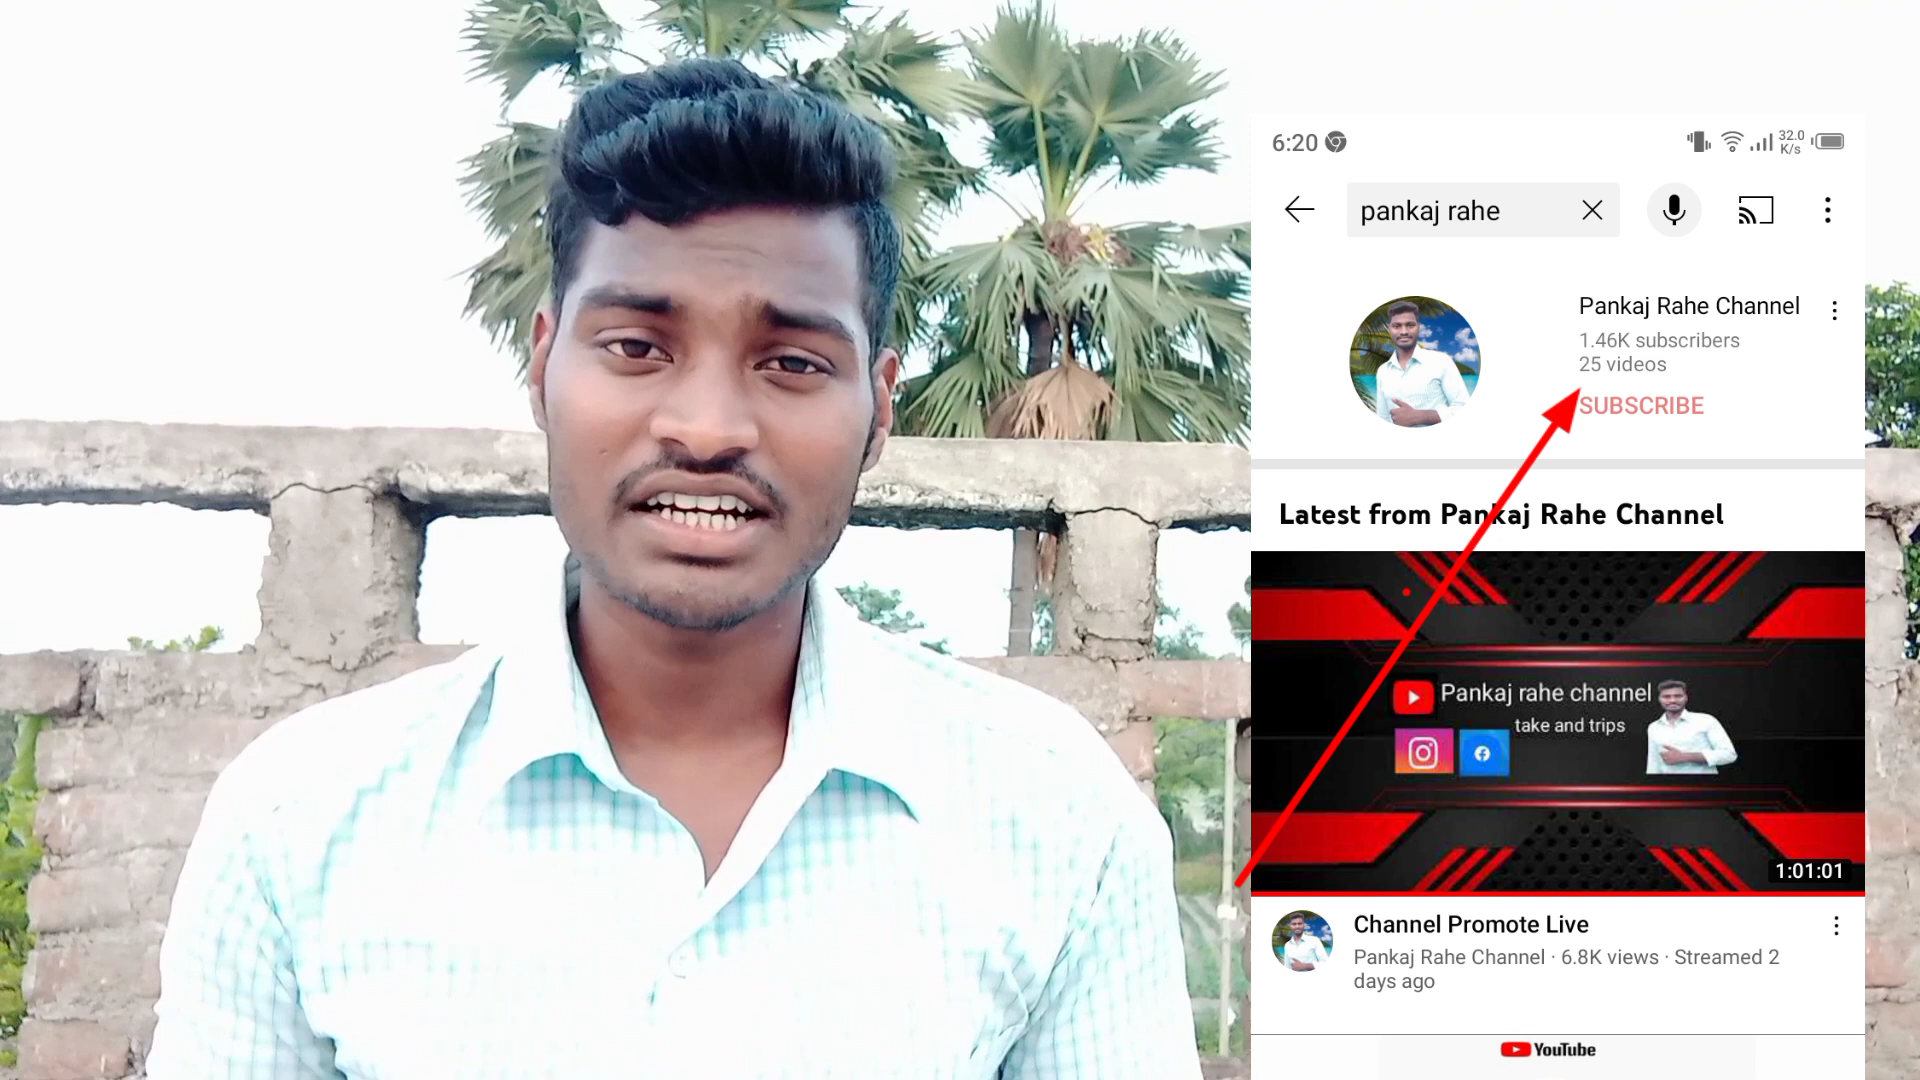 6:20
32.0
K/s
pankaj rahe
Pankaj Rahe Channel
1.46K subscribers
25 videos
SUBSCRIBE
Latest from Pankaj Rahe Channel
Pankaj rahe channel
take and trips
1:01:01
Channel Promote Live
Pankaj Rahe Channel · 6.8K views · Streamed 2
days ago
YouTube